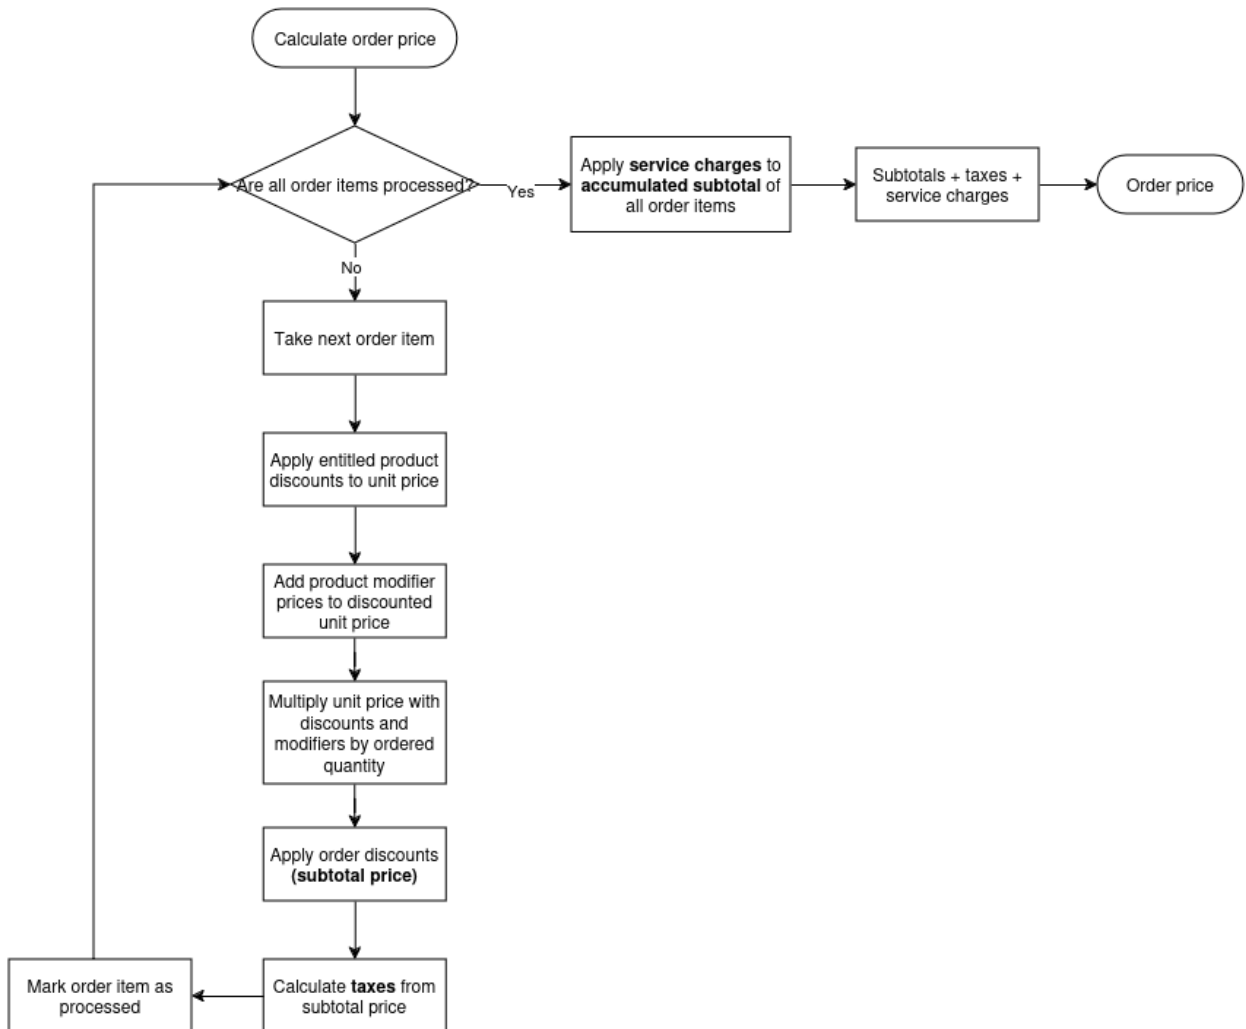 Calculate order price
Are all order items processed?
Yes
Apply service charges to
accumulated subtotal of
all order items
Subtotals + taxes +
service charges
Order price
No
Take next order item
Apply entitled product
discounts to unit price
Add product modifier
prices to discounted
unit price
Multiply unit price with
discounts and
modifiers by ordered
quantity
Apply order discounts
(subtotal price)
Calculate taxes from
subtotal price
Mark order item as
processed